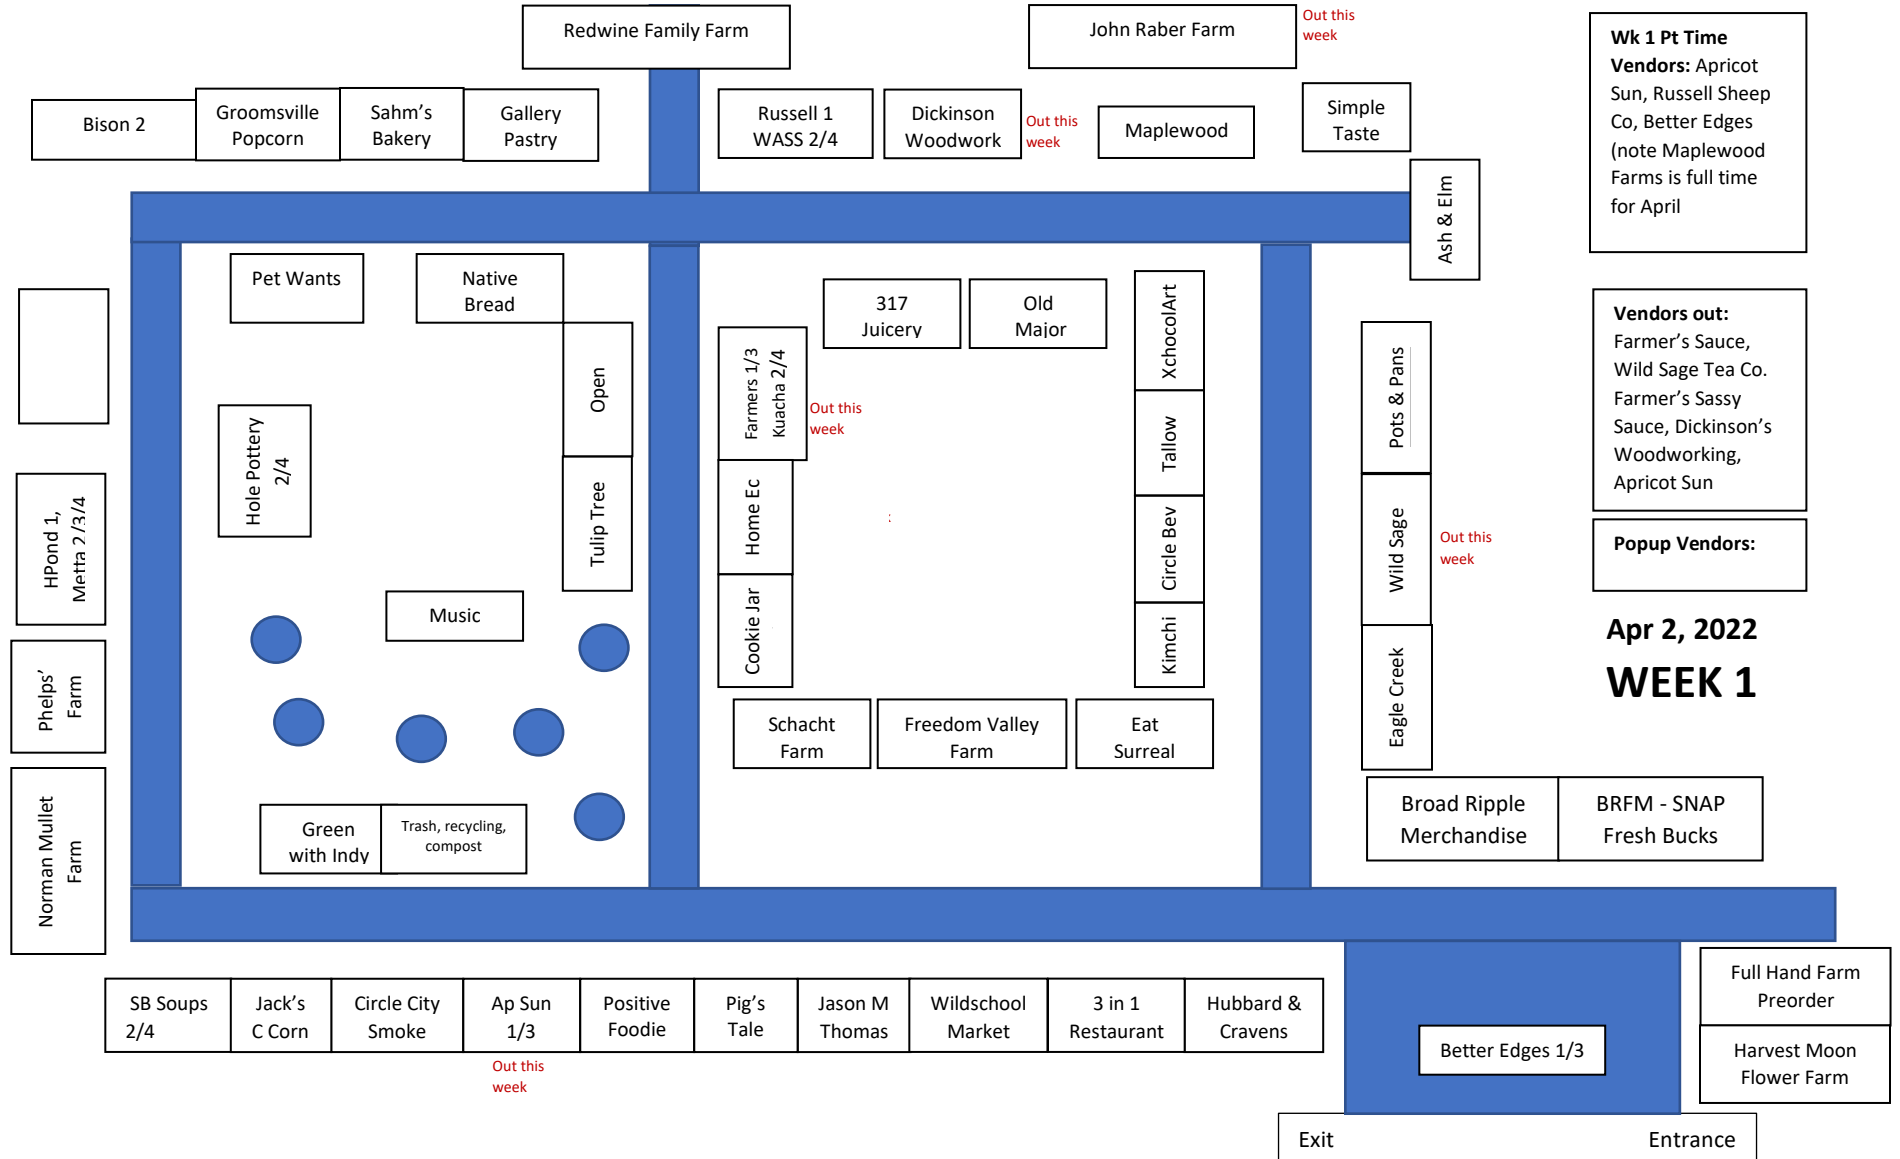 Redwine Family Farm
John Raber Farm
Out this
week
Wk 1 Pt Time
Vendors: Apricot
Sun, Russell Sheep
Co, Better Edges
(note Maplewood
Farms is full time
for April
Bison 2
Groomsville
Popcorn
Sahm's
Bakery
Gallery
Pastry
Russell 1
WASS 2/4
Dickinson
Woodwork
Out this
week
Maplewood
Simple
Taste
Ash & Elm
Pet Wants
Native
Bread
317
Juicery
Old
Major
XchocolArt
Vendors out:
Farmer's Sauce,
Wild Sage Tea Co.
Farmer's Sassy
Sauce, Dickinson's
Woodworking,
Apricot Sun
Open
Farmers 1/3
Kuacha 2/4
Out this
week
Tallow
Pots & Pans
Hole Pottery
2/4
HPond 1,
Metta 2/3/4
Tulip Tree
Home Ec
Circle Bev
Wild Sage
Out this
week
Popup Vendors:
Music
Cookie Jar
Kimchi
Apr 2, 2022
WEEK 1
Phelps'
Farm
Eagle Creek
Schacht
Farm
Freedom Valley
Farm
Eat
Surreal
Norman Mullet
Farm
Green
with Indy
Trash, recycling,
compost
Broad Ripple
Merchandise
BRFM - SNAP
Fresh Bucks
SB Soups
2/4
Jack's
C Corn
Circle City
Smoke
Ap Sun
1/3
Out this
week
Positive
Foodie
Pig's
Tale
Jason M
Thomas
Wildschool
Market
3 in 1
Restaurant
Hubbard &
Cravens
Better Edges 1/3
Full Hand Farm
Preorder
Harvest Moon
Flower Farm
Exit
Entrance